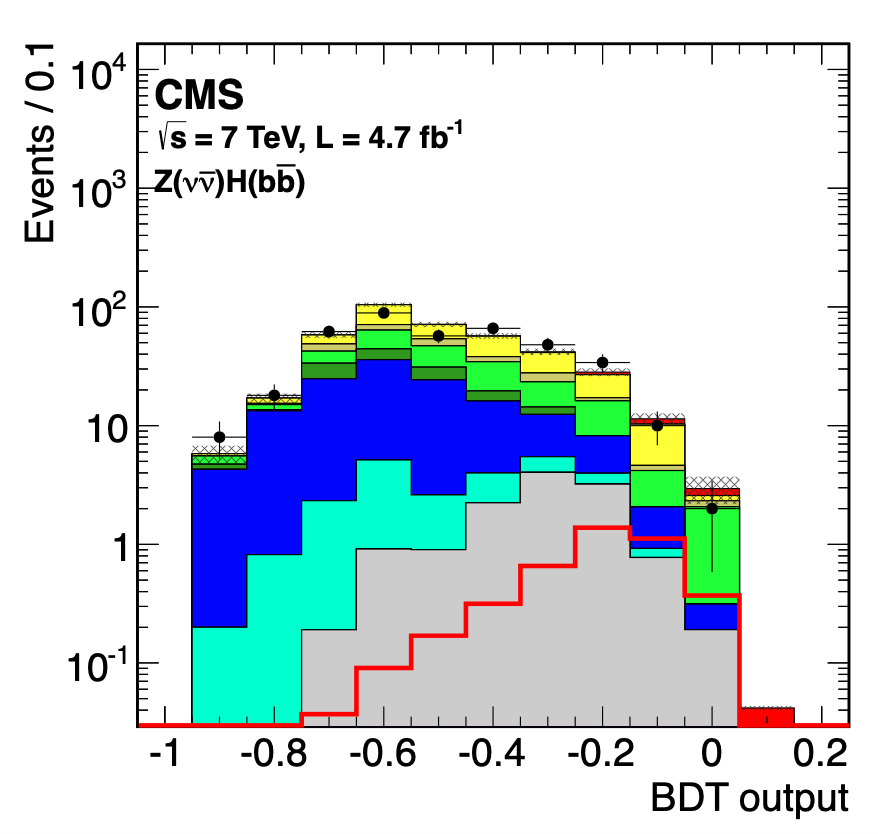 Events / 0.1
10⁴
10³
10²
10
1
10⁻¹
CMS
√s = 7 TeV, L = 4.7 fb⁻¹
Z(νν̅)H(bb̅)
-1 -0.8 -0.6 -0.4 -0.2 0 0.2
BDT output